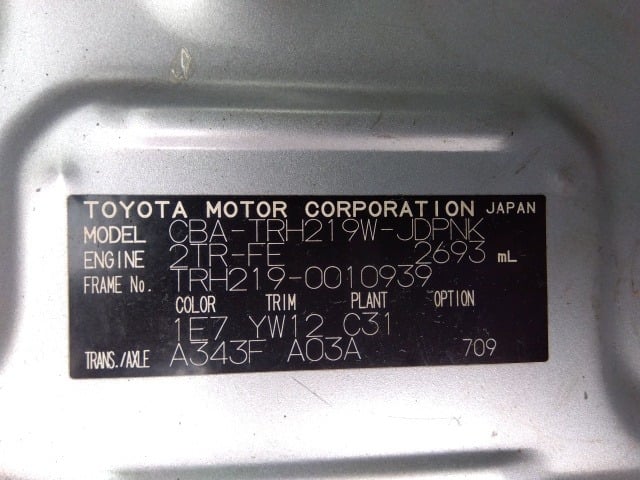 TOYOTA MOTOR CORPORATION JAPAN
MODEL CBA-TRH219W-JDPNK
ENGINE 2TR-FE 2693 mL
FRAME No. TRH219-0010939
COLOR TRIM PLANT OPTION
1E7 YW12 C31
TRANS./AXLE A343F A03A 709